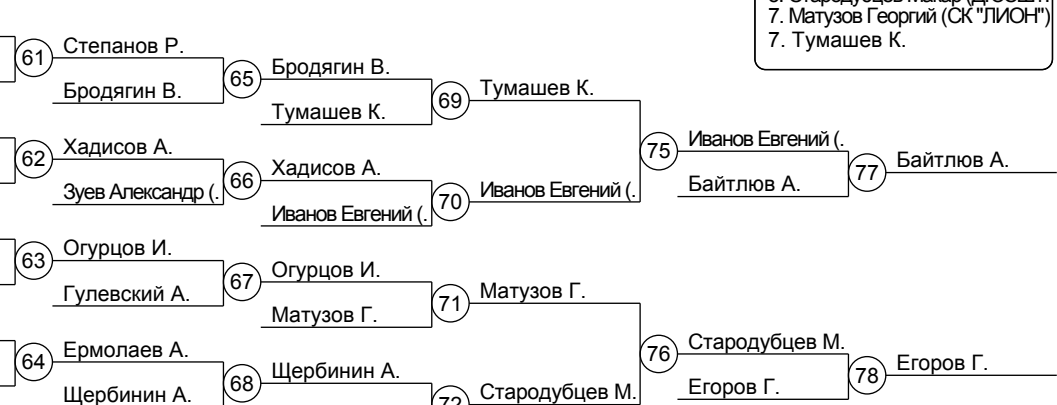 7. Матузов Георгий (СК "ЛИОН")
7. Тумашев К.
61 Степанов Р.
Бродягин В.
65 Бродягин В.
Тумашев К.
69 Тумашев К.
62 Хадисов А.
Зуев Александр (.
66 Хадисов А.
Иванов Евгений (.
70 Иванов Евгений (.
75 Иванов Евгений (.
Байтлюв А.
77 Байтлюв А.
63 Огурцов И.
Гулевский А.
67 Огурцов И.
Матузов Г.
71 Матузов Г.
64 Ермолаев А.
Щербинин А.
68 Щербинин А.
72 Стародубцев М.
76 Стародубцев М.
Егоров Г.
78 Егоров Г.